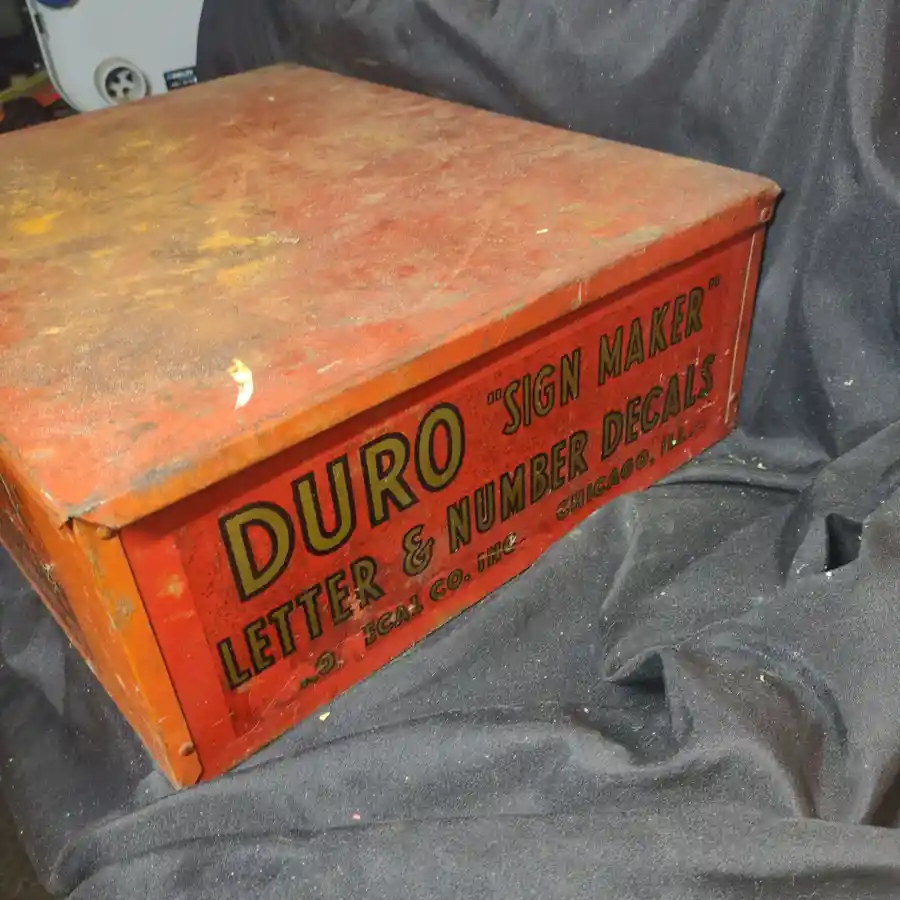 DURO "SIGN MAKER"
LETTER & NUMBER DECALS
CO. INC. CHICAGO, ILL.